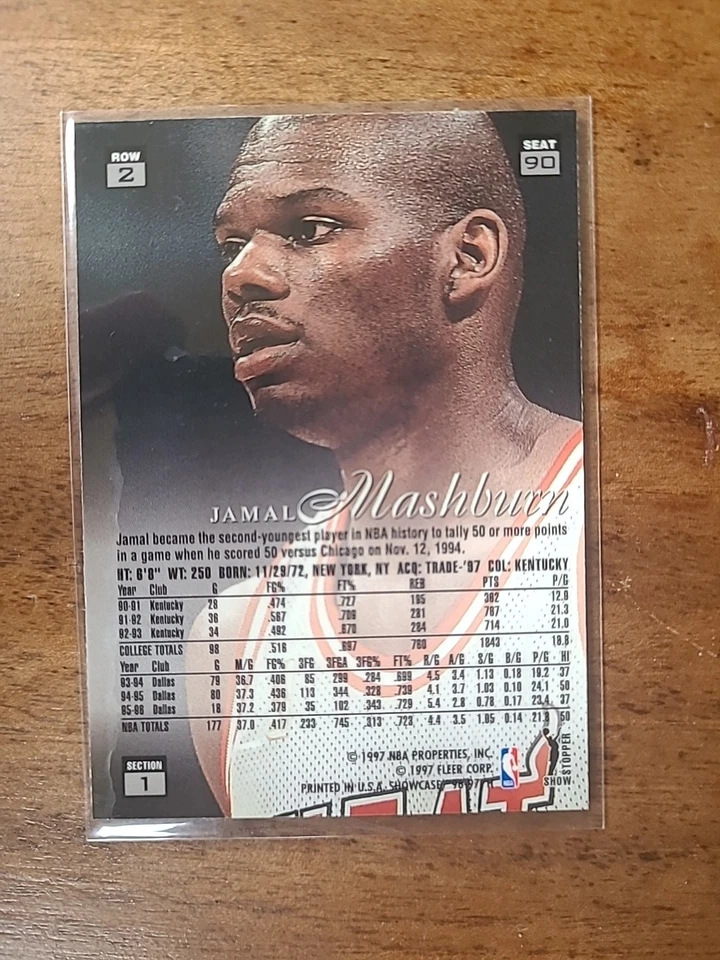 ROW
2
SEAT
90
JAMAL Mashburn
Jamal became the second-youngest player in NBA history to tally 50 or more points
in a game when he scored 50 versus Chicago on Nov. 12, 1994.
HT: 6'8" WT: 250 BORN: 11/29/72, NEW YORK, NY ACQ: TRADE-'97 COL: KENTUCKY
Year Club G FG% FT% REB PTS P/G
90-91 Kentucky 28 .474 .727 195 362 12.9
91-92 Kentucky 36 .567 .709 281 767 21.3
92-93 Kentucky 34 .492 .670 284 714 21.0
COLLEGE TOTALS 98 .516 .697 760 1843 18.8
Year Club G M/G FG% 3FG 3FGA 3FG% FT% R/G A/G S/G B/G P/G HI
93-94 Dallas 79 36.7 .406 85 299 .284 .699 4.5 3.4 1.13 0.18 19.2 37
94-95 Dallas 80 37.3 .436 113 344 .328 .739 4.1 3.7 1.03 0.10 24.1 50
95-96 Dallas 18 37.2 .379 35 102 .343 .729 5.4 2.8 0.78 0.17 23.4 37
NBA TOTALS 177 37.0 .417 233 745 .313 .723 4.4 3.5 1.05 0.14 21.9 50
SECTION
1
© 1997 NBA PROPERTIES, INC.
© 1997 FLEER CORP.
PRINTED IN U.S.A. SHOWCASE 96-97
NBA
SHOW
STOPPER
HEAT